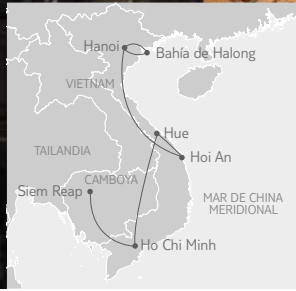 Hanoi
Bahía de Halong
VIETNAM
Hue
TAILANDIA
Hoi An
CAMBOYA
Siem Reap
MAR DE CHINA
MERIDIONAL
Ho Chi Minh